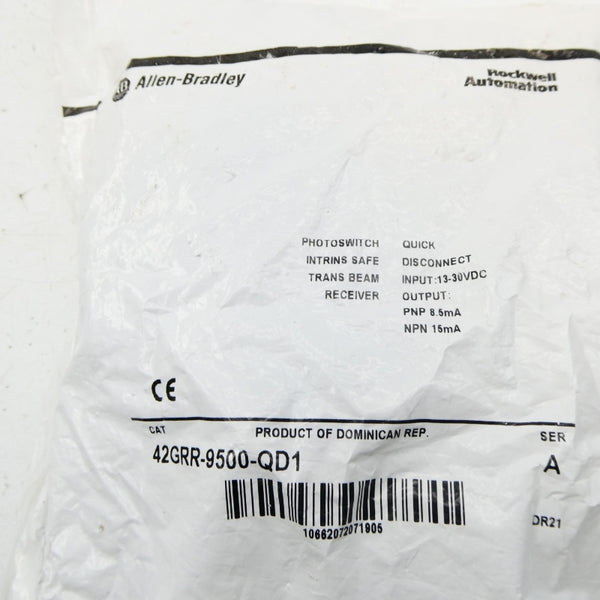 Allen-Bradley
Rockwell
Automation
PHOTOSWITCH
INTRINS SAFE
TRANS BEAM
RECEIVER
QUICK
DISCONNECT
INPUT:13-30VDC
OUTPUT:
PNP 8.5mA
NPN 15mA
CE
CAT
PRODUCT OF DOMINICAN REP.
SER
42GRR-9500-QD1
A
10662072071905
DR21